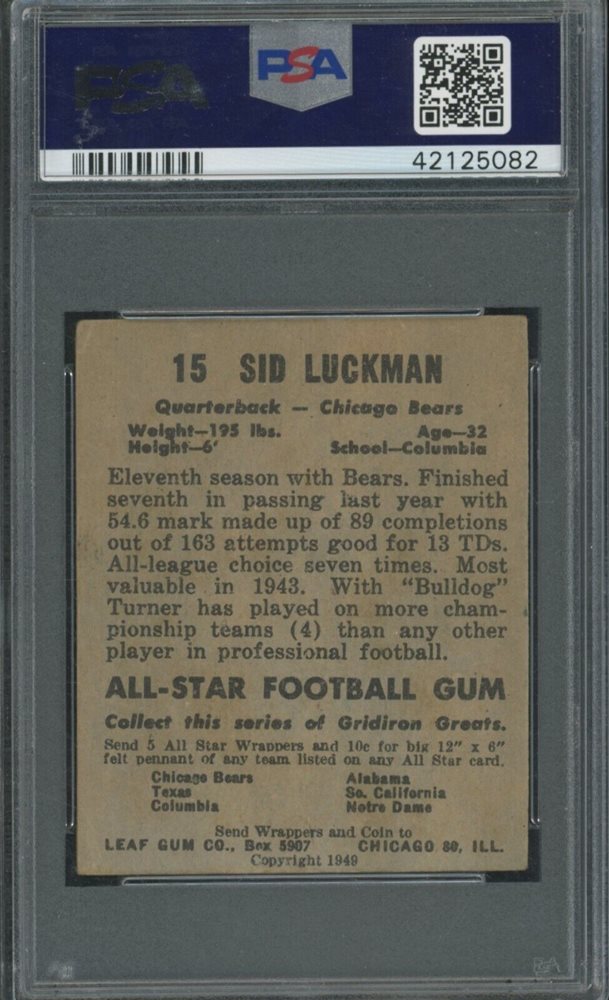 PSA
PSA
42125082
15 SID LUCKMAN
Quarterback — Chicago Bears
Weight—195 lbs. Age—32
Height—6' School—Columbia
Eleventh season with Bears. Finished
seventh in passing last year with
54.6 mark made up of 89 completions
out of 163 attempts good for 13 TDs.
All-league choice seven times. Most
valuable in 1943. With "Bulldog"
Turner has played on more cham-
pionship teams (4) than any other
player in professional football.
ALL-STAR FOOTBALL GUM
Collect this series of Gridiron Greats.
Send 5 All Star Wrappers and 10c for big 12" x 6"
felt pennant of any team listed on any All Star card.
Chicago Bears Alabama
Texas So. California
Columbia Notre Dame
Send Wrappers and Coin to
LEAF GUM CO., Box 5907 CHICAGO 80, ILL.
Copyright 1949
PSA